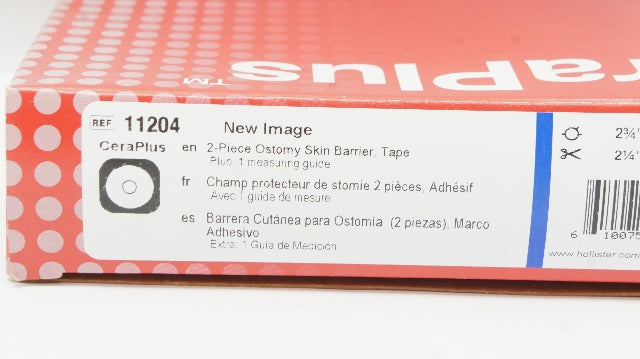 raPlus™
REF 11204 New Image
CeraPlus
en 2-Piece Ostomy Skin Barrier, Tape
Plus: 1 measuring guide
fr Champ protecteur de stomie 2 pièces, Adhésif
Avec 1 guide de mesure
es Barrera Cutánea para Ostomia (2 piezas), Marco
Adhesivo
Extra: 1 Guía de Medición
2¾"
2¼"
6 10075
www.hollister.com